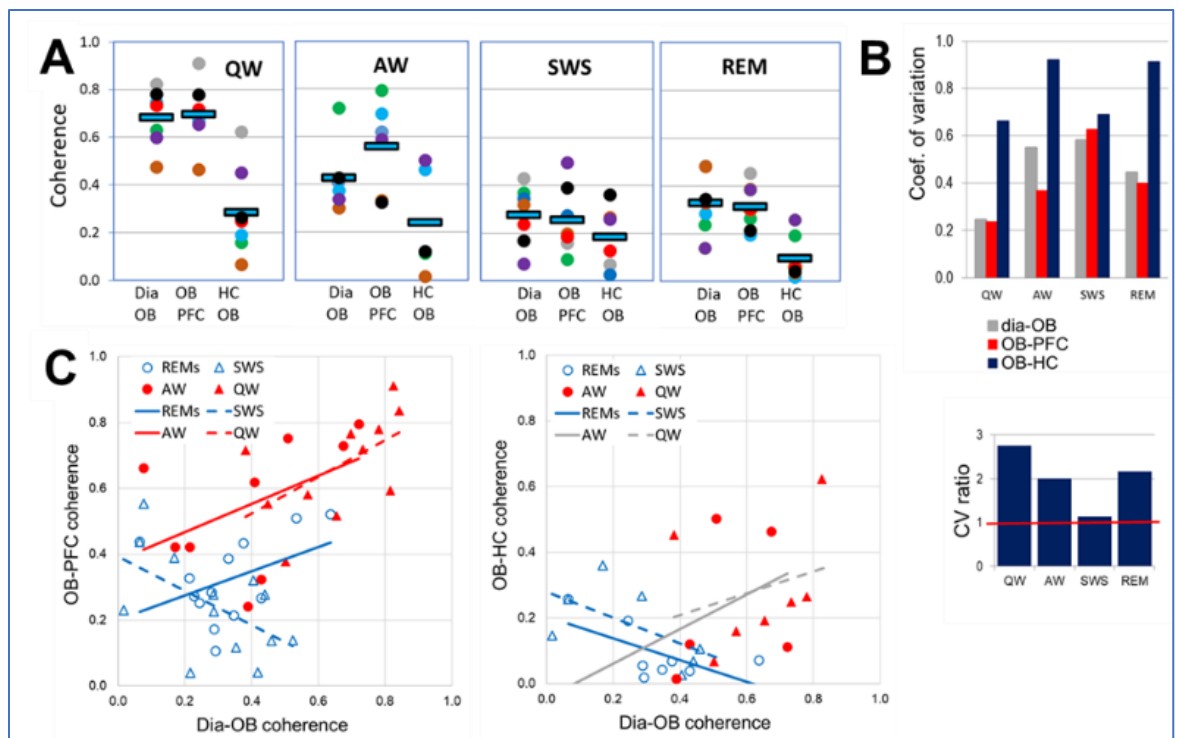 A
B
1.0
0.8
0.6
0.4
0.2
0.0
Coherence
QW
AW
SWS
REM
Dia OB HC
OB PFC OB
Dia OB HC
OB PFC OB
Dia OB HC
OB PFC OB
Dia OB HC
OB PFC OB
1.0
0.8
0.6
0.4
0.2
0.0
Coef. of variation
QW AW SWS REM
dia-OB
OB-PFC
OB-HC
C
1.0
0.8
0.6
0.4
0.2
0.0
OB-PFC coherence
REMs SWS
AW QW
REMs SWS
AW QW
0.0 0.2 0.4 0.6 0.8 1.0
Dia-OB coherence
1.0
0.8
0.6
0.4
0.2
0.0
OB-HC coherence
REMs SWS
AW QW
REMs SWS
AW QW
0.0 0.2 0.4 0.6 0.8 1.0
Dia-OB coherence
3
2
1
0
CV ratio
QW AW SWS REM